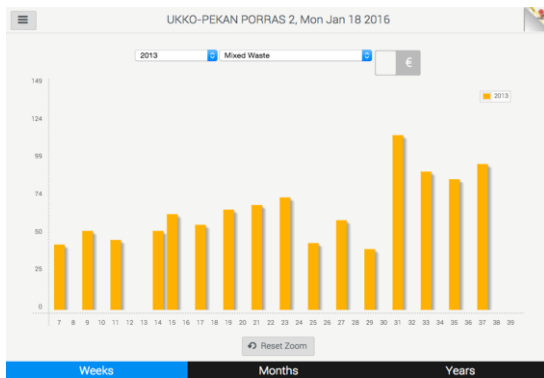 UKKO-PEKAN PORRAS 2, Mon Jan 18 2016
2013 Mixed Waste €
2013
149
124
99
74
50
25
0
7 8 9 10 11 12 13 14 15 16 17 18 19 20 21 22 23 24 25 26 27 28 29 30 31 32 33 34 35 36 37 38 39
Reset Zoom
Weeks Months Years